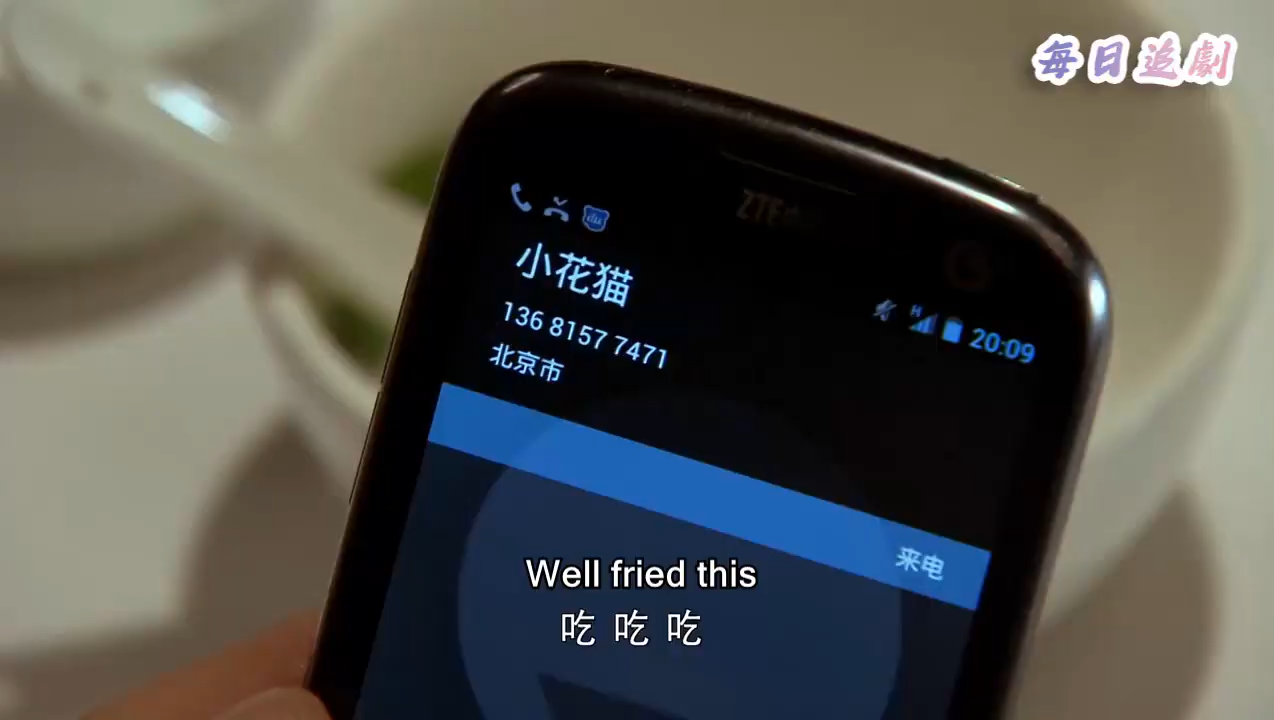 每日追劇
ZTE
小花猫
136 8157 7471
北京市
H
20:09
来电
Well fried this
吃 吃 吃